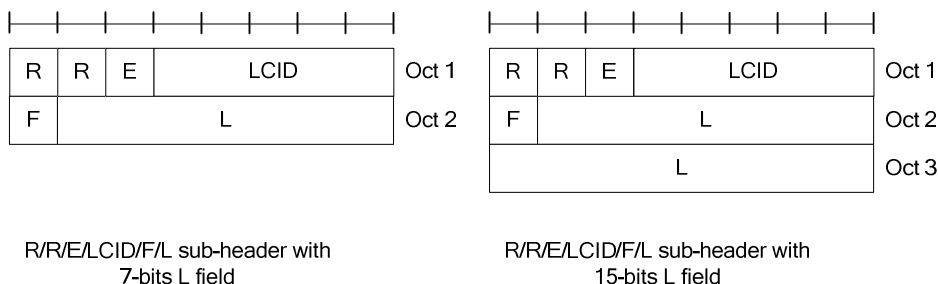 R R E LCID Oct 1
F L Oct 2
R/R/E/LCID/F/L sub-header with
7-bits L field
R R E LCID Oct 1
F L Oct 2
L Oct 3
R/R/E/LCID/F/L sub-header with
15-bits L field